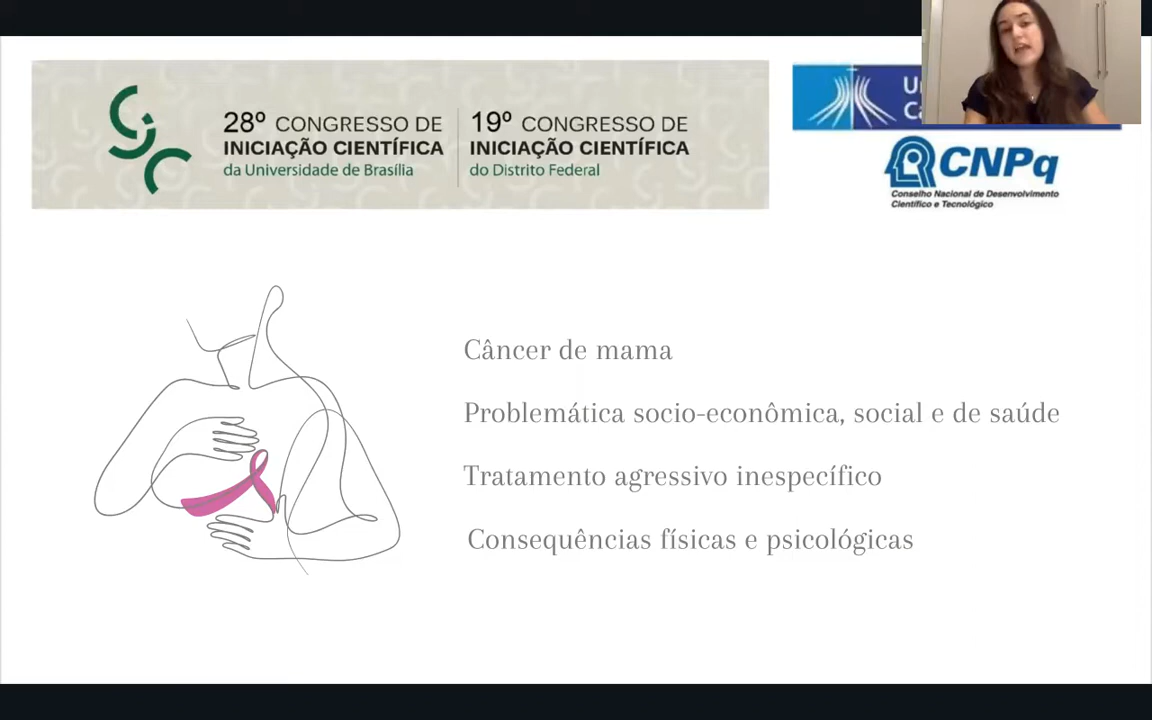 28º CONGRESSO DE
INICIAÇÃO CIENTÍFICA
da Universidade de Brasília
19º CONGRESSO DE
INICIAÇÃO CIENTÍFICA
do Distrito Federal
CNPq
Conselho Nacional de Desenvolvimento
Científico e Tecnológico
Câncer de mama
Problemática socio-econômica, social e de saúde
Tratamento agressivo inespecífico
Consequências físicas e psicológicas